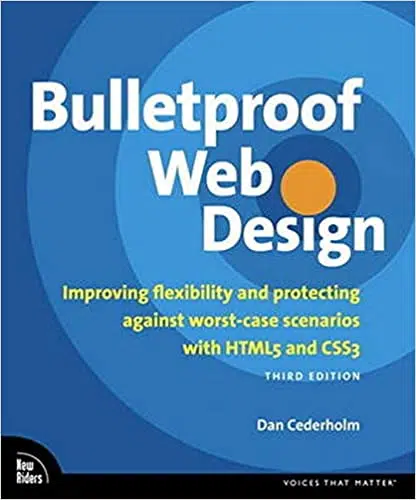 Bulletproof
Web
Design
Improving flexibility and protecting
against worst-case scenarios
with HTML5 and CSS3
THIRD EDITION
Dan Cederholm
New
Riders
VOICES THAT MATTER™